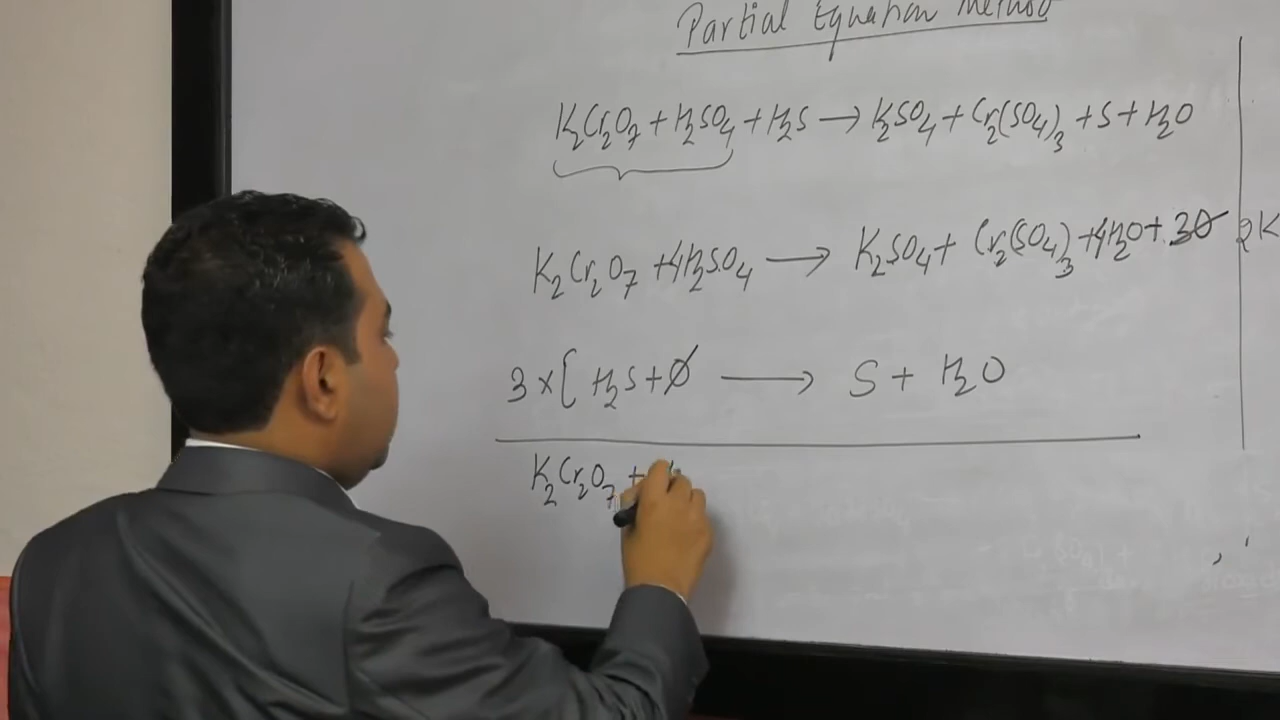 Partial Equation Method
K₂Cr₂O₇ + H₂SO₄ + H₂S → K₂SO₄ + Cr₂(SO₄)₃ + S + H₂O
K₂Cr₂O₇ + 4H₂SO₄ → K₂SO₄ + Cr₂(SO₄)₃ + 4H₂O + 3O
2K
3 × [ H₂S + O → S + H₂O
K₂Cr₂O₇ +